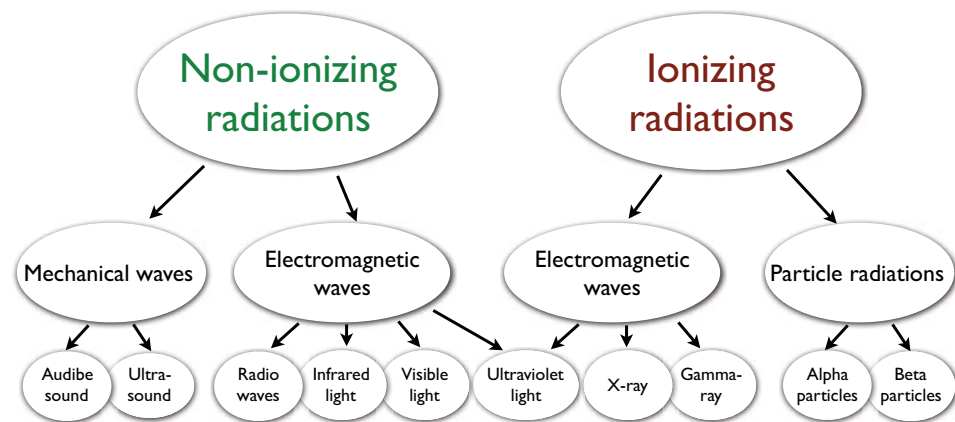 Non-ionizing
radiations
Ionizing
radiations
Mechanical waves
Electromagnetic
waves
Electromagnetic
waves
Particle radiations
Audibe
sound
Ultra-
sound
Radio
waves
Infrared
light
Visible
light
Ultraviolet
light
X-ray
Gamma-
ray
Alpha
particles
Beta
particles